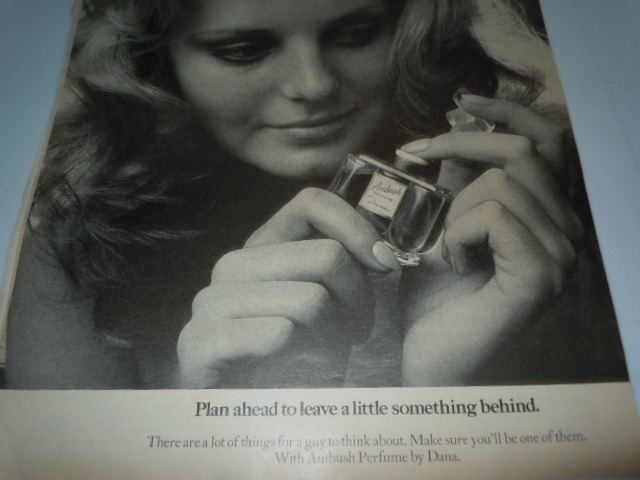 Ambush
Dana
Plan ahead to leave a little something behind.
There are a lot of things for a guy to think about. Make sure you'll be one of them.
With Ambush Perfume by Dana.